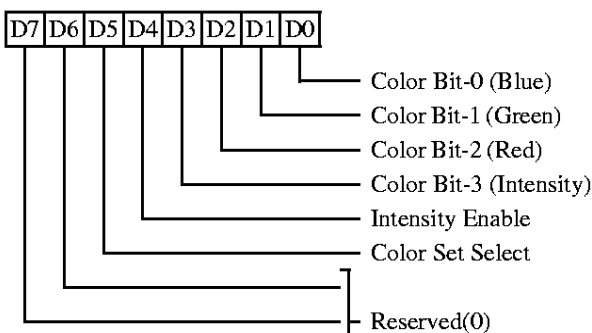 D7 D6 D5 D4 D3 D2 D1 D0
Color Bit-0 (Blue)
Color Bit-1 (Green)
Color Bit-2 (Red)
Color Bit-3 (Intensity)
Intensity Enable
Color Set Select
Reserved(0)